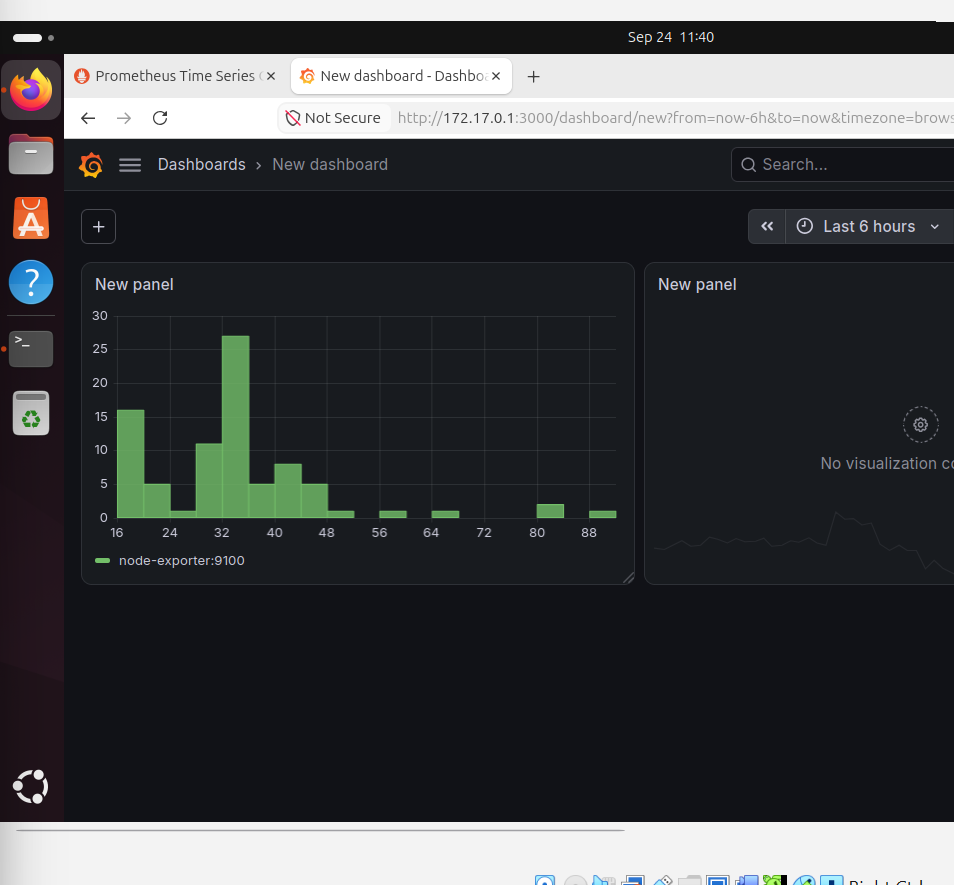 Sep 24 11:40
Prometheus Time Series
New dashboard - Dashbo
Not Secure http://172.17.0.1:3000/dashboard/new?from=now-6h&to=now&timezone=brows
Dashboards › New dashboard
Search...
Last 6 hours
New panel
30
25
20
15
10
5
0
16 24 32 40 48 56 64 72 80 88
node-exporter:9100
New panel
No visualization co